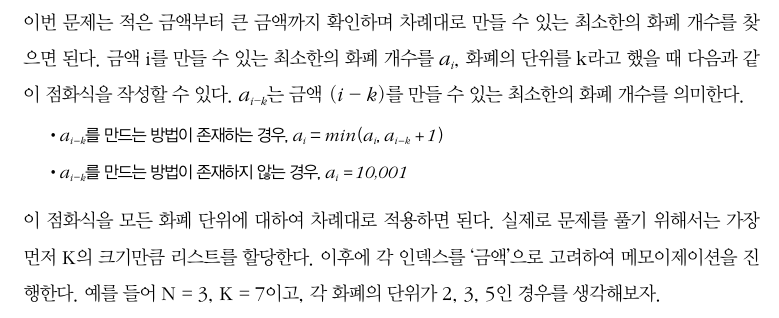 이번 문제는 적은 금액부터 큰 금액까지 확인하며 차례대로 만들 수 있는 최소한의 화폐 개수를 찾
으면 된다. 금액 i를 만들 수 있는 최소한의 화폐 개수를 aᵢ, 화폐의 단위를 k라고 했을 때 다음과 같
이 점화식을 작성할 수 있다. aᵢ₋ₖ는 금액 (i − k)를 만들 수 있는 최소한의 화폐 개수를 의미한다.
• aᵢ₋ₖ를 만드는 방법이 존재하는 경우, aᵢ = min(aᵢ, aᵢ₋ₖ + 1)
• aᵢ₋ₖ를 만드는 방법이 존재하지 않는 경우, aᵢ = 10,001
이 점화식을 모든 화폐 단위에 대하여 차례대로 적용하면 된다. 실제로 문제를 풀기 위해서는 가장
먼저 K의 크기만큼 리스트를 할당한다. 이후에 각 인덱스를 ‘금액’으로 고려하여 메모이제이션을 진
행한다. 예를 들어 N = 3, K = 7이고, 각 화폐의 단위가 2, 3, 5인 경우를 생각해보자.